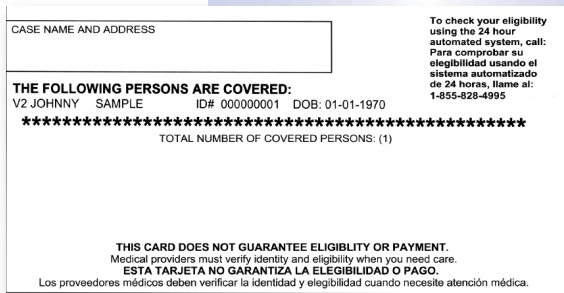 CASE NAME AND ADDRESS
To check your eligibility
using the 24 hour
automated system, call:
Para comprobar su
elegibilidad usando el
sistema automatizado
de 24 horas, llame al:
1-855-828-4995
THE FOLLOWING PERSONS ARE COVERED:
V2 JOHNNY SAMPLE ID# 000000001 DOB: 01-01-1970
**************************************************
TOTAL NUMBER OF COVERED PERSONS: (1)
THIS CARD DOES NOT GUARANTEE ELIGIBLITY OR PAYMENT.
Medical providers must verify identity and eligibility when you need care.
ESTA TARJETA NO GARANTIZA LA ELEGIBILIDAD O PAGO.
Los proveedores médicos deben verificar la identidad y elegibilidad cuando necesite atención médica.